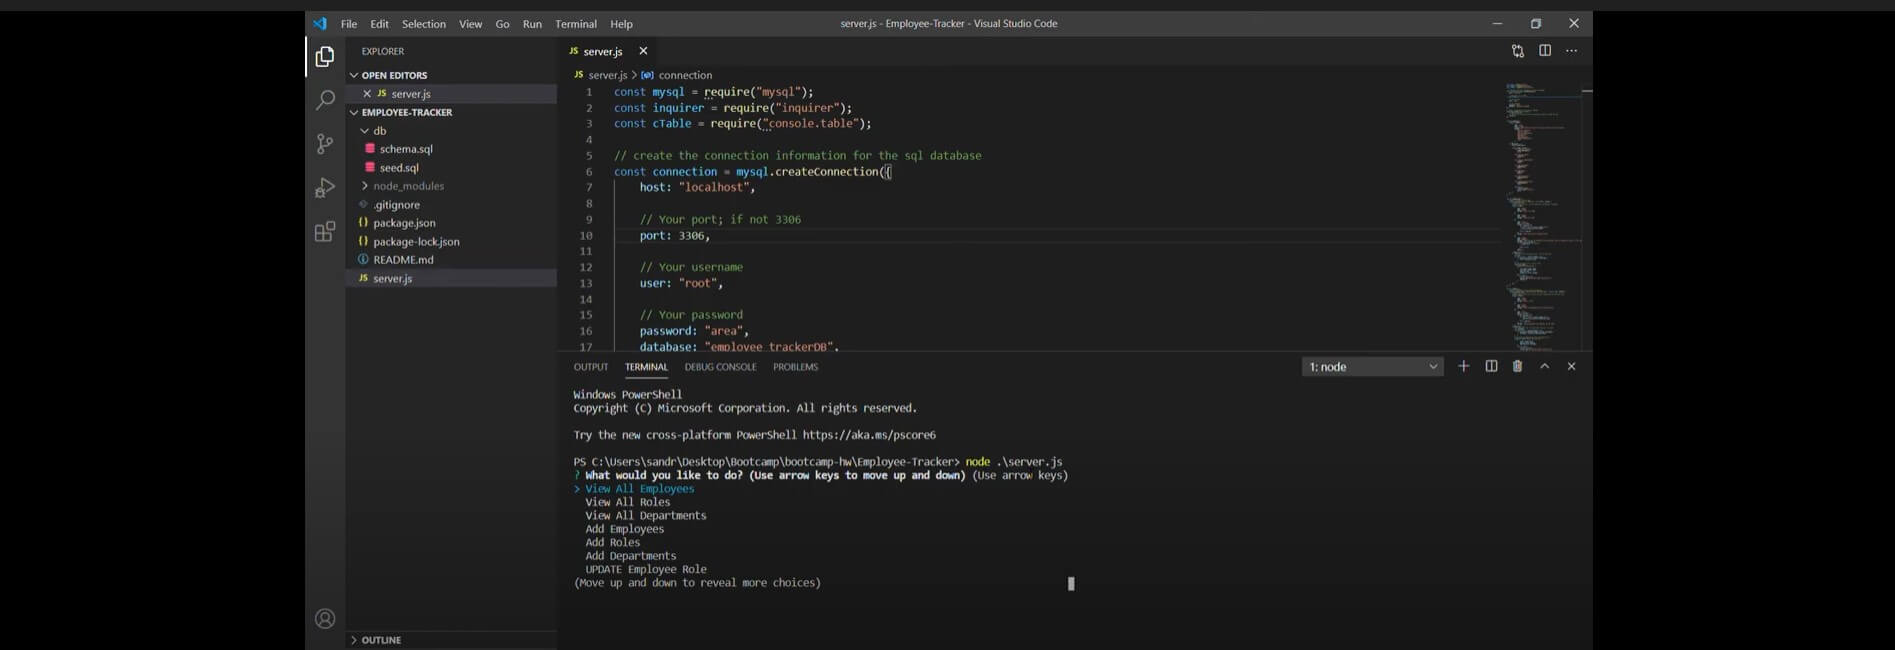 File Edit Selection View Go Run Terminal Help
server.js - Employee-Tracker - Visual Studio Code
EXPLORER
OPEN EDITORS
JS server.js
EMPLOYEE-TRACKER
db
schema.sql
seed.sql
node_modules
.gitignore
{} package.json
{} package-lock.json
README.md
JS server.js
OUTLINE
JS server.js
JS server.js > connection
1 const mysql = require("mysql");
2 const inquirer = require("inquirer");
3 const cTable = require("console.table");
4
5 // create the connection information for the sql database
6 const connection = mysql.createConnection({
7 host: "localhost",
8
9 // Your port; if not 3306
10 port: 3306,
11
12 // Your username
13 user: "root",
14
15 // Your password
16 password: "area",
17 database: "employee_trackerDB",
OUTPUT TERMINAL DEBUG CONSOLE PROBLEMS
1: node
Windows PowerShell
Copyright (C) Microsoft Corporation. All rights reserved.
Try the new cross-platform PowerShell https://aka.ms/pscore6
PS C:\Users\sandr\Desktop\Bootcamp\bootcamp-hw\Employee-Tracker> node .\server.js
? What would you like to do? (Use arrow keys to move up and down) (Use arrow keys)
> View All Employees
View All Roles
View All Departments
Add Employees
Add Roles
Add Departments
UPDATE Employee Role
(Move up and down to reveal more choices)